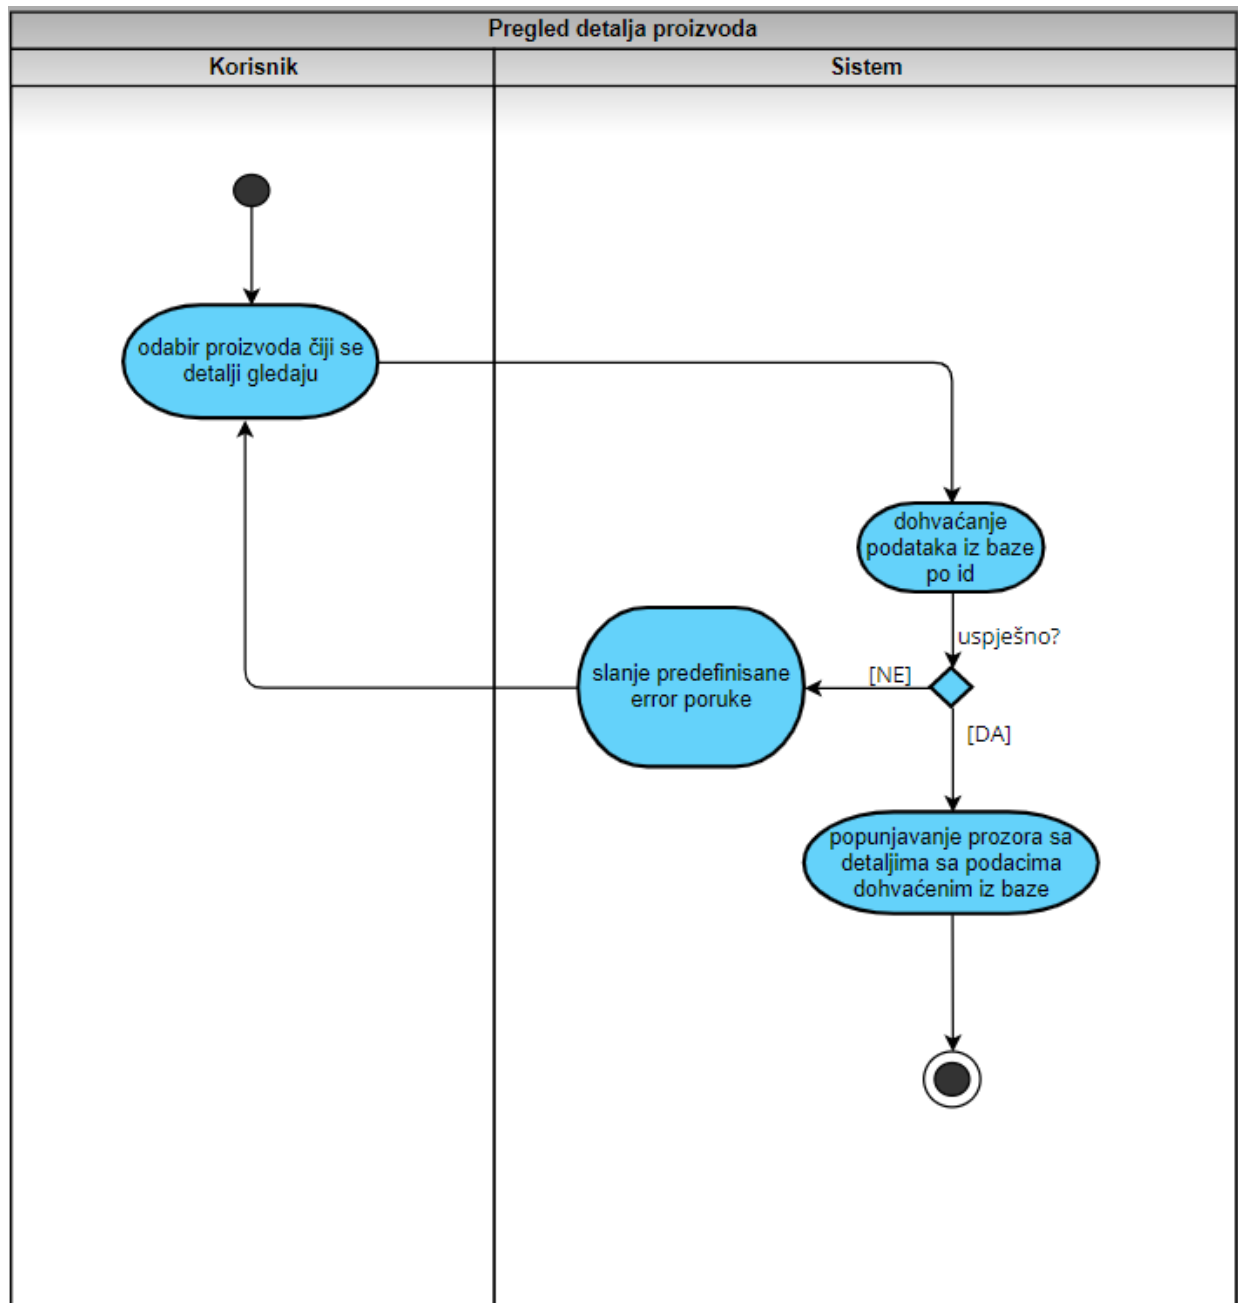 Pregled detalja proizvoda
Korisnik
Sistem
odabir proizvoda čiji se
detalji gledaju
dohvaćanje
podataka iz baze
po id
uspješno?
[NE]
slanje predefinisane
error poruke
[DA]
popunjavanje prozora sa
detaljima sa podacima
dohvaćenim iz baze